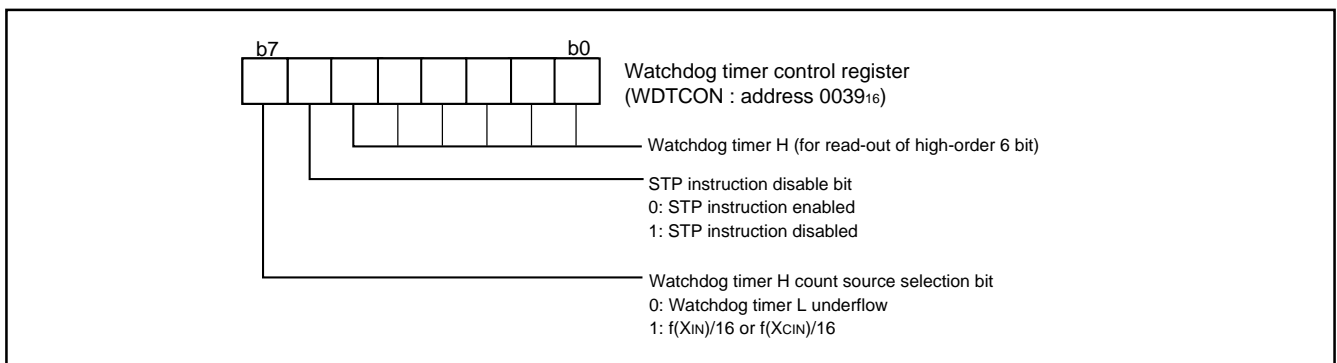 b7 b0
Watchdog timer control register
(WDTCON : address 0039₁₆)
Watchdog timer H (for read-out of high-order 6 bit)
STP instruction disable bit
0: STP instruction enabled
1: STP instruction disabled
Watchdog timer H count source selection bit
0: Watchdog timer L underflow
1: f(XIN)/16 or f(XCIN)/16